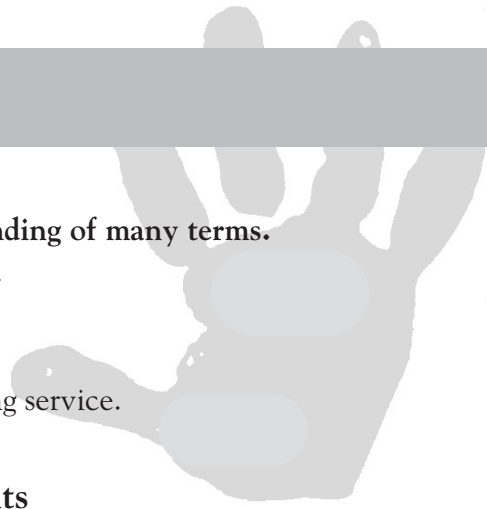 nding of many terms.
g service.
ts